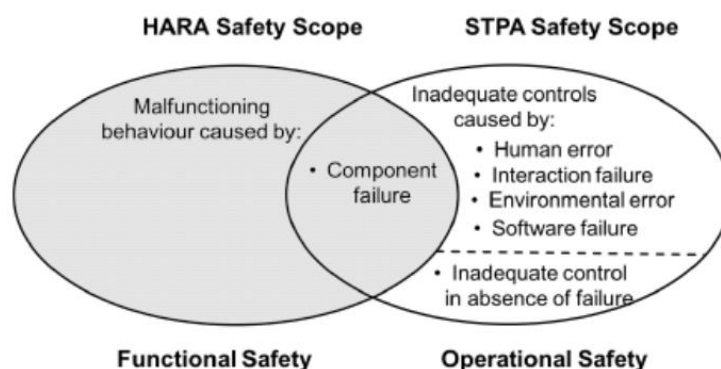 HARA Safety Scope
STPA Safety Scope
Malfunctioning
behaviour caused by:
• Component
failure
Inadequate controls
caused by:
• Human error
• Interaction failure
• Environmental error
• Software failure
• Inadequate control
in absence of failure
Functional Safety
Operational Safety